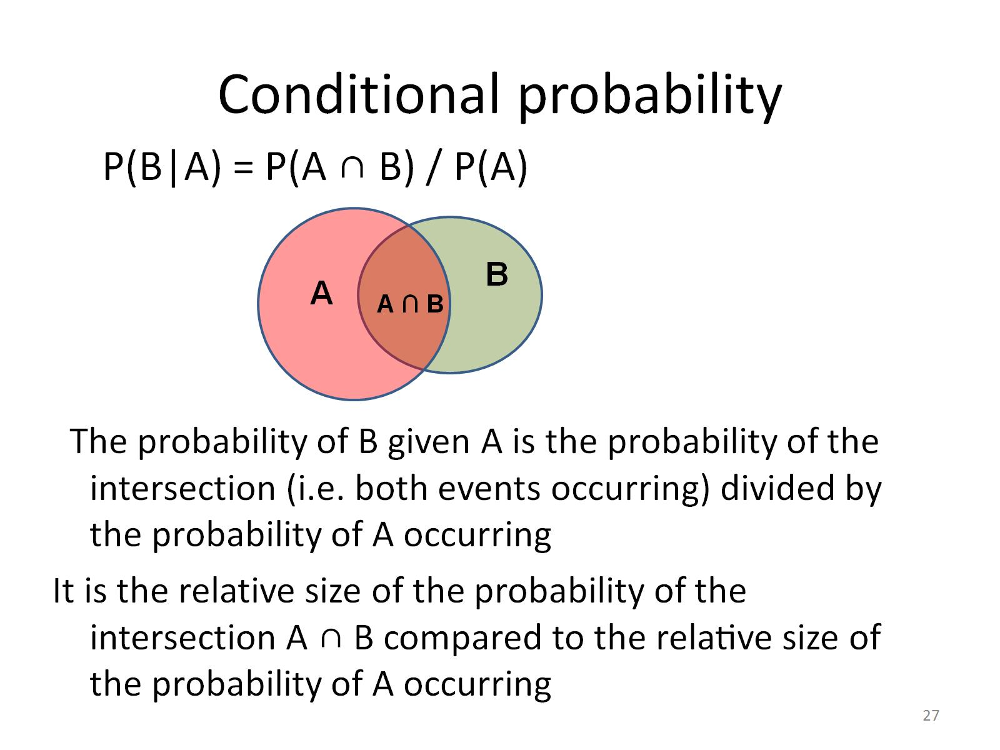 Conditional probability
P(B|A) = P(A ∩ B) / P(A)
A
A ∩ B
B
The probability of B given A is the probability of the
intersection (i.e. both events occurring) divided by
the probability of A occurring
It is the relative size of the probability of the
intersection A ∩ B compared to the relative size of
the probability of A occurring
27